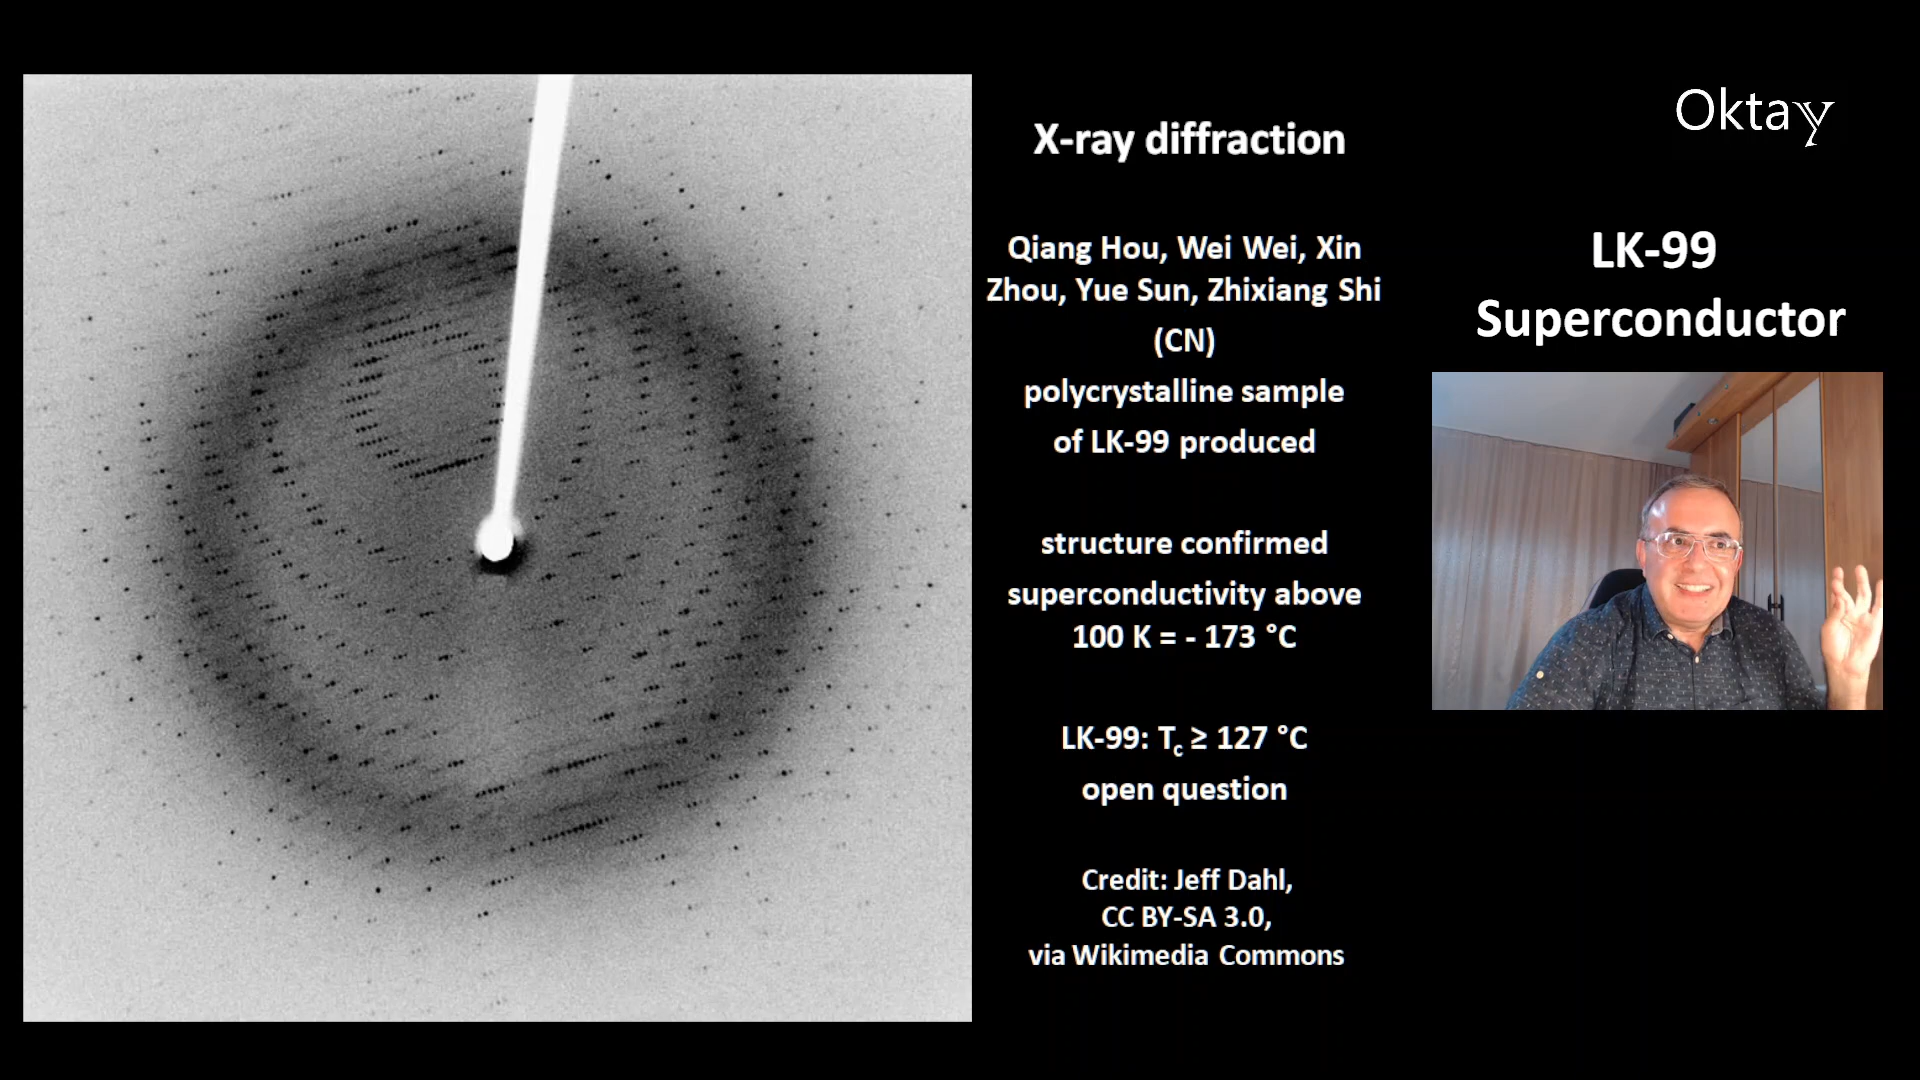 X-ray diffraction
Qiang Hou, Wei Wei, Xin
Zhou, Yue Sun, Zhixiang Shi
(CN)
polycrystalline sample
of LK-99 produced
structure confirmed
superconductivity above
100 K = - 173 °C
LK-99: Tc ≥ 127 °C
open question
Credit: Jeff Dahl,
CC BY-SA 3.0,
via Wikimedia Commons
Oktay
LK-99
Superconductor